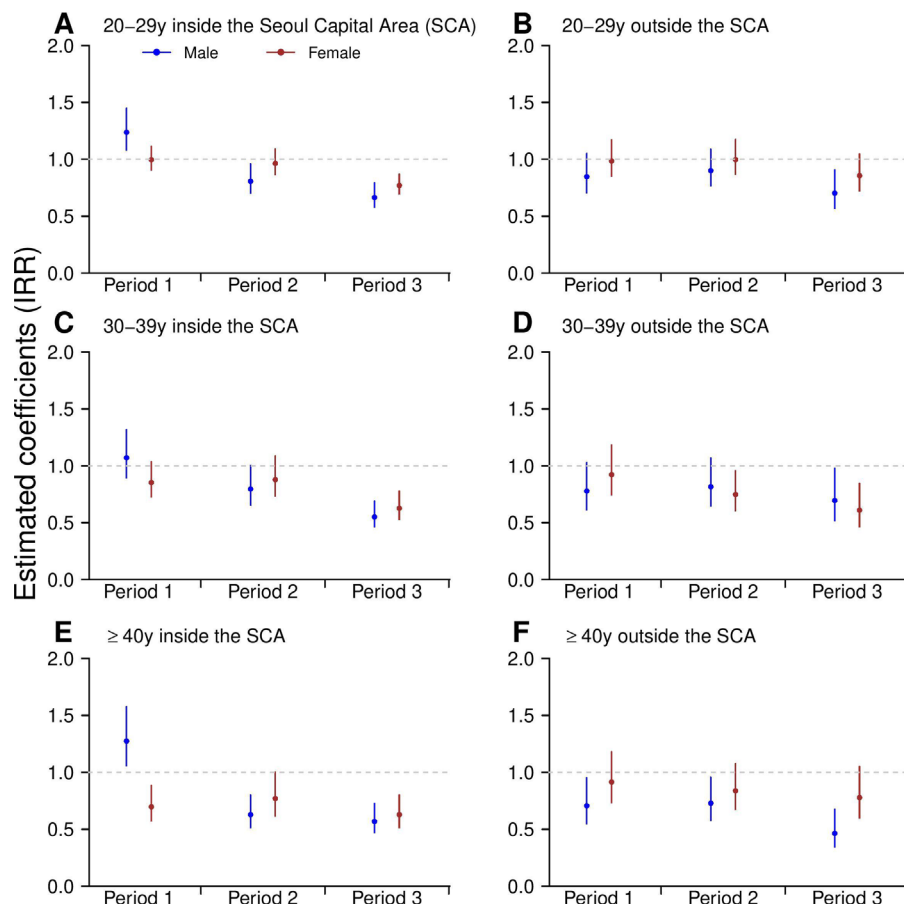 A 20−29y inside the Seoul Capital Area (SCA)
Male Female
2.0
1.5
1.0
0.5
0.0
Period 1 Period 2 Period 3
B 20−29y outside the SCA
2.0
1.5
1.0
0.5
0.0
Period 1 Period 2 Period 3
Estimated coefficients (IRR)
C 30−39y inside the SCA
2.0
1.5
1.0
0.5
0.0
Period 1 Period 2 Period 3
D 30−39y outside the SCA
2.0
1.5
1.0
0.5
0.0
Period 1 Period 2 Period 3
E ≥ 40y inside the SCA
2.0
1.5
1.0
0.5
0.0
Period 1 Period 2 Period 3
F ≥ 40y outside the SCA
2.0
1.5
1.0
0.5
0.0
Period 1 Period 2 Period 3